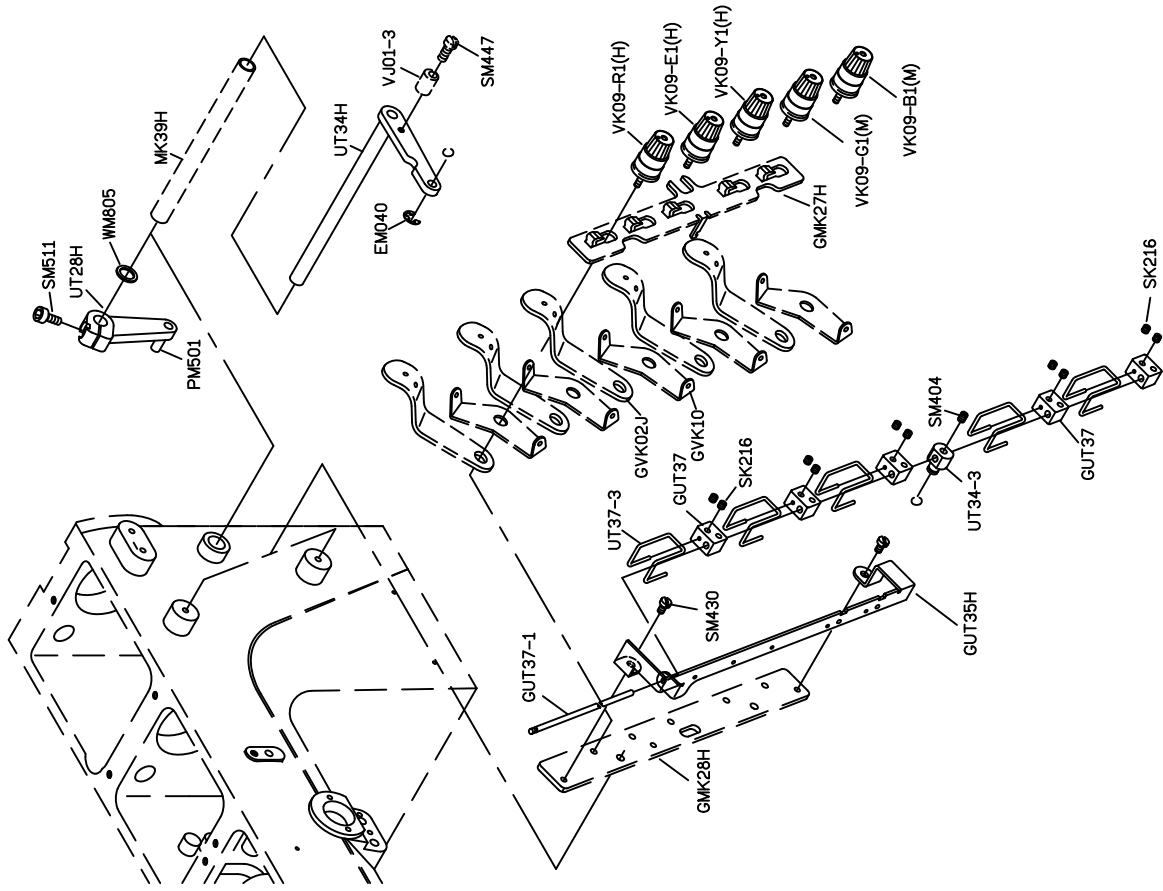 SM511
UT28H
WM805
MK39H
PM501
VJ01-3
SM447
UT34H
C
EM040
VK09-R1(H)
VK09-E1(H)
VK09-Y1(H)
VK09-G1(M)
VK09-B1(M)
GMK27H
GVK02J
GVK10
GUT37
SK216
UT37-3
SM404
UT34-3
C
GUT37
SK216
SM430
GUT35H
GUT37-1
GMK28H